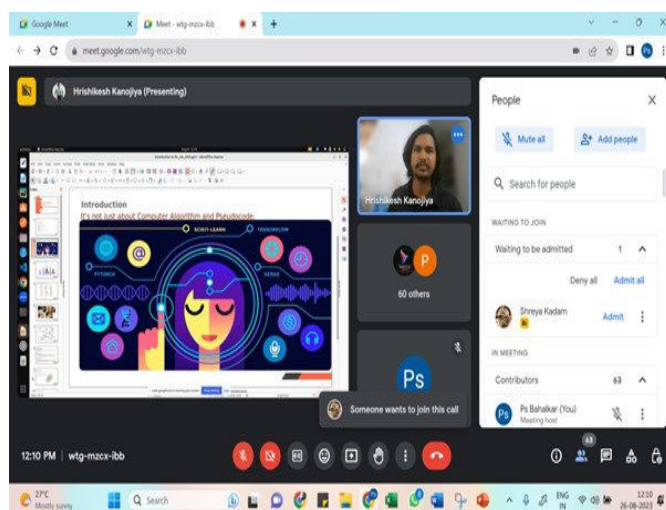 Google Meet
Meet - wtg-mzcx-ibb
meet.google.com/wtg-mzcx-ibb
Ps
Hrishikesh Kanojiya (Presenting)
Introduction
It's not just about Computer Algorithm and Pseudocode.
SCIKIT-LEARN
TENSORFLOW
PYTORCH
KERAS
Hrishikesh Kanojiya
P
60 others
Ps
Someone wants to join this call
People
Mute all
Add people
Search for people
WAITING TO JOIN
Waiting to be admitted 1
Deny all Admit all
Shreya Kadam
Admit
IN MEETING
Contributors 63
Ps
Ps Bahalkar (You)
Meeting host
12:10 PM | wtg-mzcx-ibb
63
27°C
Mostly sunny
Search
ENG
IN
12:10
26-08-2023